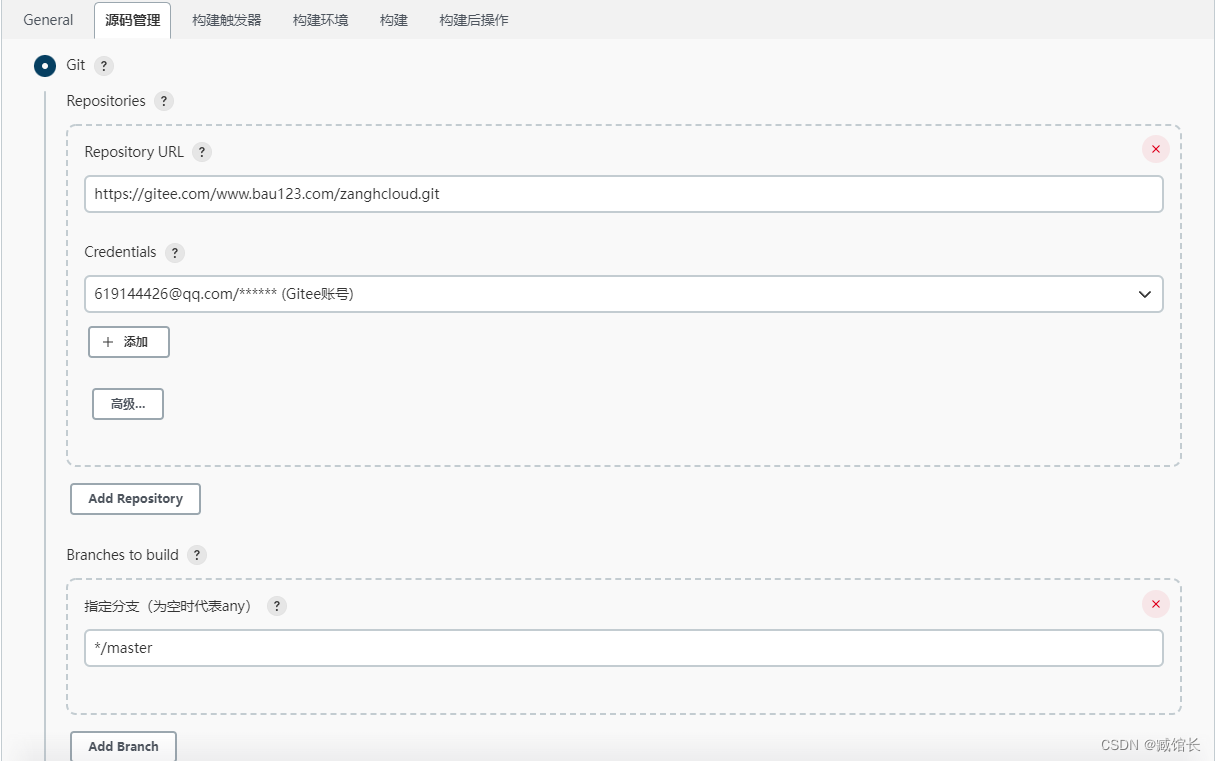 General 源码管理 构建触发器 构建环境 构建 构建后操作
Git ?
Repositories ?
Repository URL ?
https://gitee.com/www.bau123.com/zanghcloud.git
Credentials ?
619144426@qq.com/****** (Gitee账号)
+ 添加
高级...
Add Repository
Branches to build ?
指定分支（为空时代表any） ?
*/master
Add Branch
CSDN @臧馆长